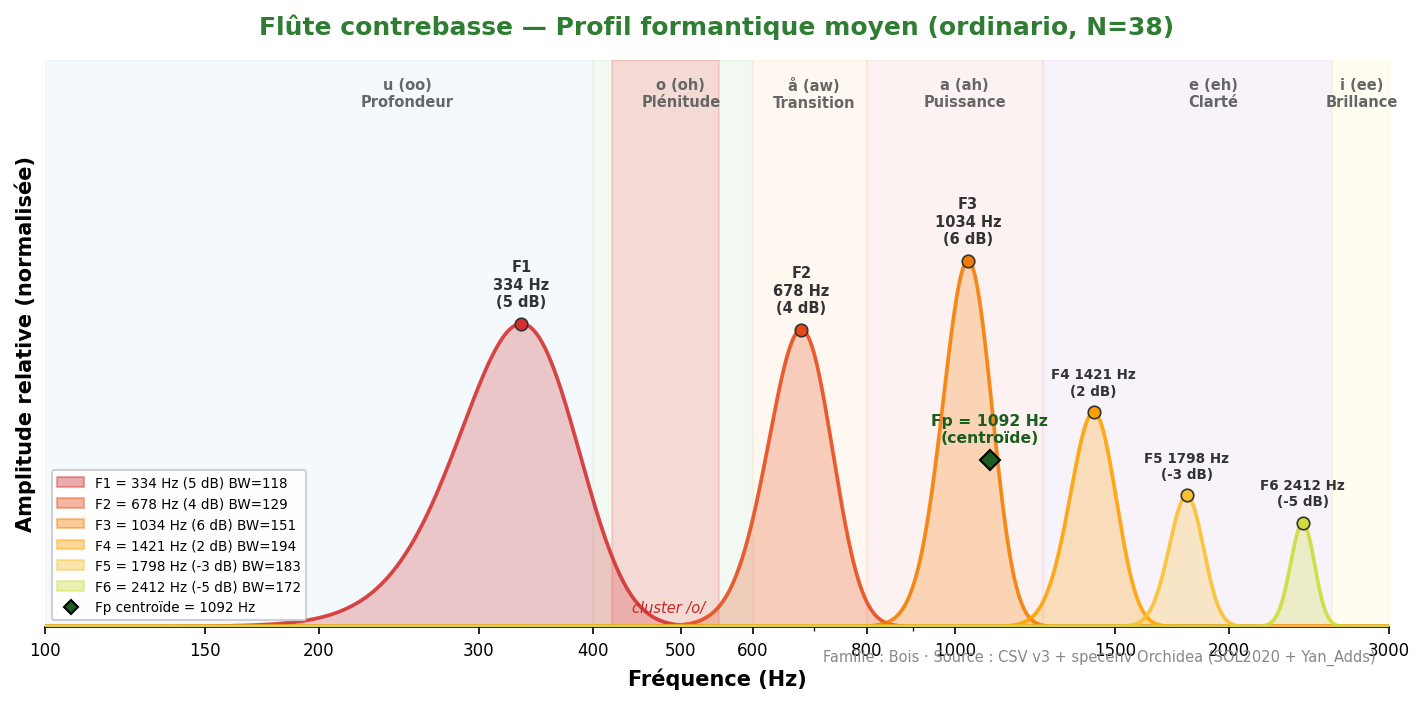 Flûte contrebasse — Profil formantique moyen (ordinario, N=38)
u (oo)
Profondeur
o (oh)
Plénitude
å (aw)
Transition
a (ah)
Puissance
e (eh)
Clarté
i (ee)
Brillance
Amplitude relative (normalisée)
F1
334 Hz
(5 dB)
F2
678 Hz
(4 dB)
F3
1034 Hz
(6 dB)
Fp = 1092 Hz
(centroïde)
F4 1421 Hz
(2 dB)
F5 1798 Hz
(-3 dB)
F6 2412 Hz
(-5 dB)
F1 = 334 Hz (5 dB) BW=118
F2 = 678 Hz (4 dB) BW=129
F3 = 1034 Hz (6 dB) BW=151
F4 = 1421 Hz (2 dB) BW=194
F5 = 1798 Hz (-3 dB) BW=183
F6 = 2412 Hz (-5 dB) BW=172
Fp centroïde = 1092 Hz
cluster /o/
100 150 200 300 400 500 600 800 1000 1500 2000 3000
Famille : Bois · Source : CSV v3 + specenv Orchidea (SOL2020 + Yan_Adds)
Fréquence (Hz)